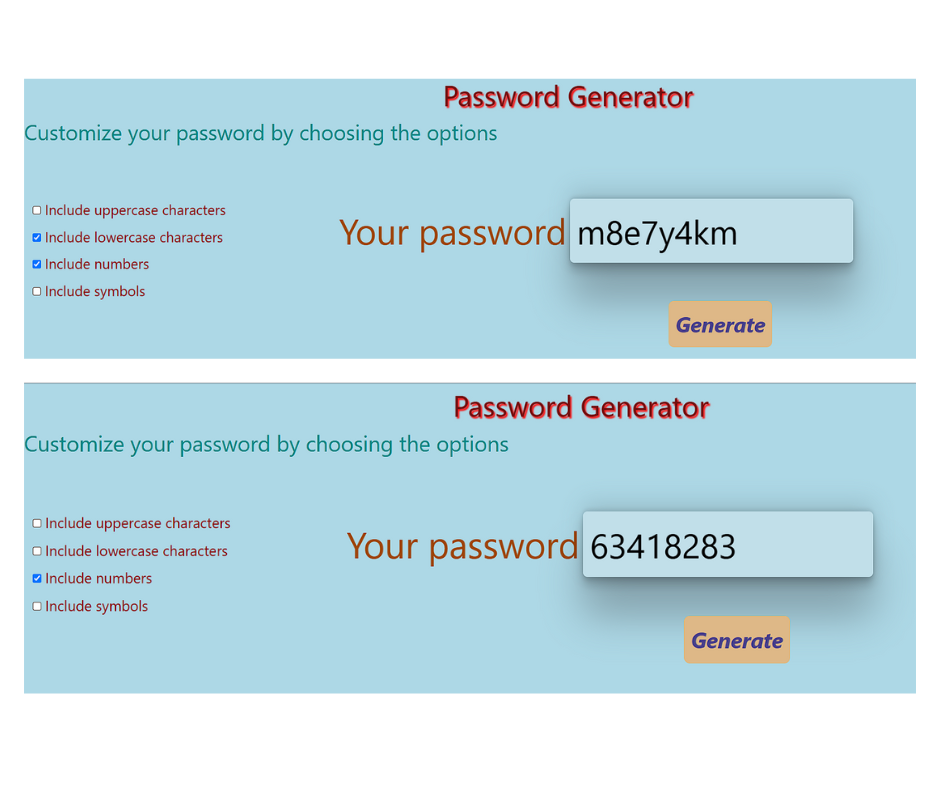 Password Generator
Customize your password by choosing the options
Include uppercase characters
Include lowercase characters
Include numbers
Include symbols
Your password m8e7y4km
Generate
Password Generator
Customize your password by choosing the options
Include uppercase characters
Include lowercase characters
Include numbers
Include symbols
Your password 63418283
Generate